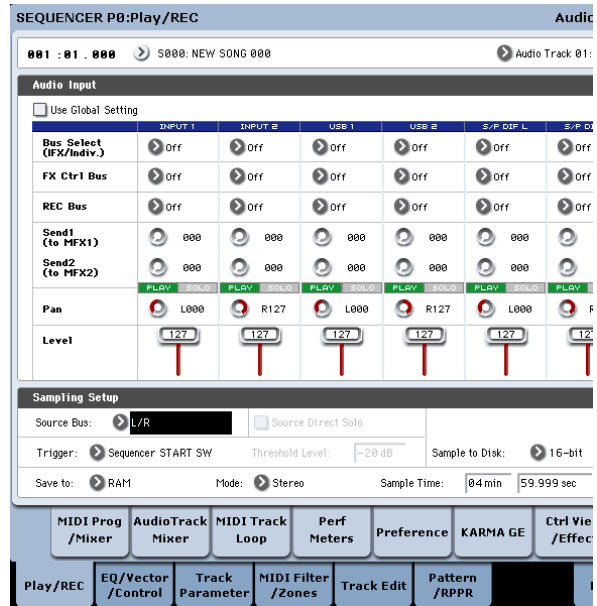 SEQUENCER P0:Play/REC Audio
001 :01 . 000 S000: NEW SONG 000 Audio Track 01:
Audio Input
Use Global Setting
INPUT 1 INPUT 2 USB 1 USB 2 S/P DIF L S/P DI
Bus Select
(IFX/Indiv.) Off Off Off Off Off Off
FX Ctrl Bus Off Off Off Off Off Off
REC Bus Off Off Off Off Off Off
Send1
(to MFX1) 000 000 000 000 000
Send2
(to MFX2) 000 000 000 000 000
PLAY SOLO PLAY SOLO PLAY SOLO PLAY SOLO PLAY SOLO PLAY
Pan L000 R127 L000 R127 L000
Level 127 127 127 127 127 12
Sampling Setup
Source Bus: L/R Source Direct Solo
Trigger: Sequencer START SW Threshold Level: -20 dB Sample to Disk: 16-bit
Save to: RAM Mode: Stereo Sample Time: 04 min 59.999 sec
MIDI Prog
/Mixer AudioTrack
Mixer MIDI Track
Loop Perf
Meters Preference KARMA GE Ctrl Vie
/Effec
Play/REC EQ/Vector
/Control Track
Parameter MIDI Filter
/Zones Track Edit Pattern
/RPPR